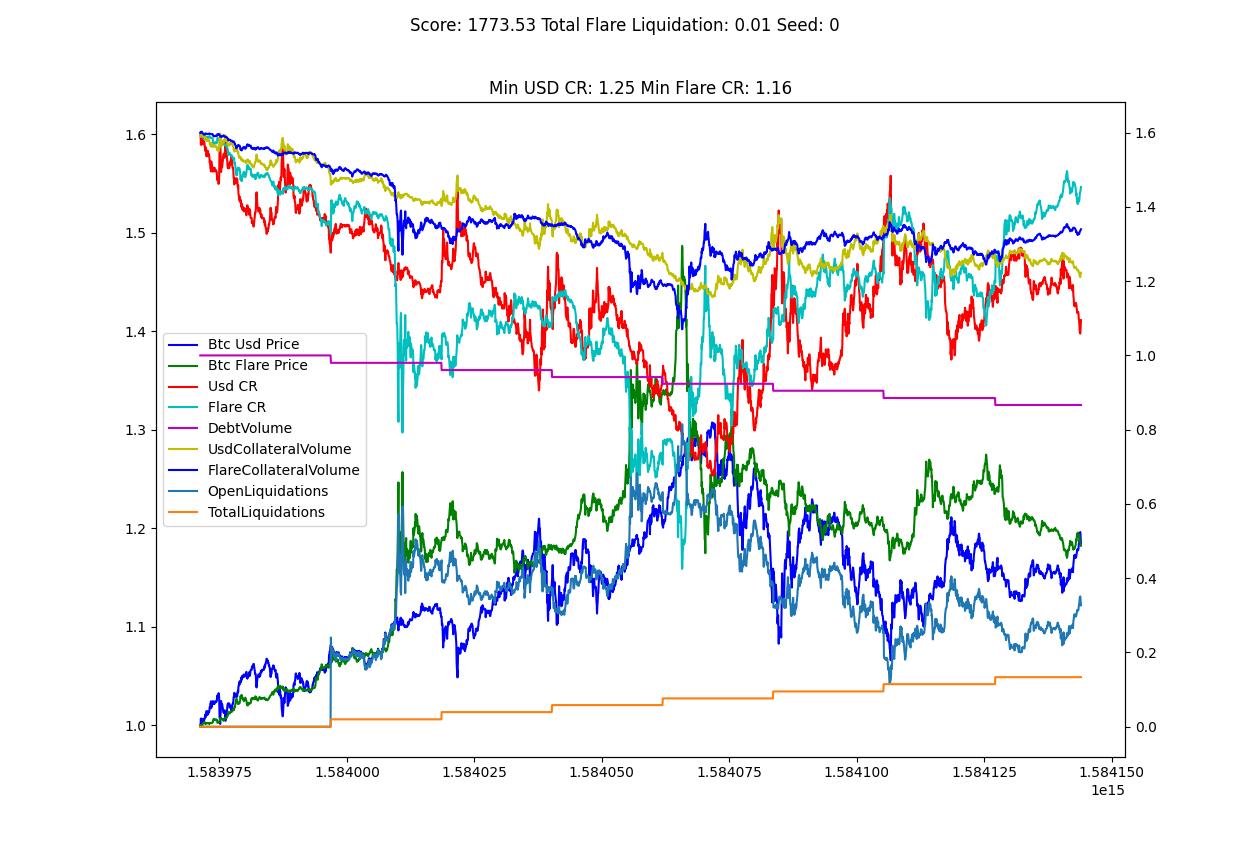 Score: 1773.53 Total Flare Liquidation: 0.01 Seed: 0
Min USD CR: 1.25 Min Flare CR: 1.16
1.6
1.5
1.4
1.3
1.2
1.1
1.0
1.6
1.4
1.2
1.0
0.8
0.6
0.4
0.2
0.0
Btc Usd Price
Btc Flare Price
Usd CR
Flare CR
DebtVolume
UsdCollateralVolume
FlareCollateralVolume
OpenLiquidations
TotalLiquidations
1.583975 1.584000 1.584025 1.584050 1.584075 1.584100 1.584125 1.584150
1e15